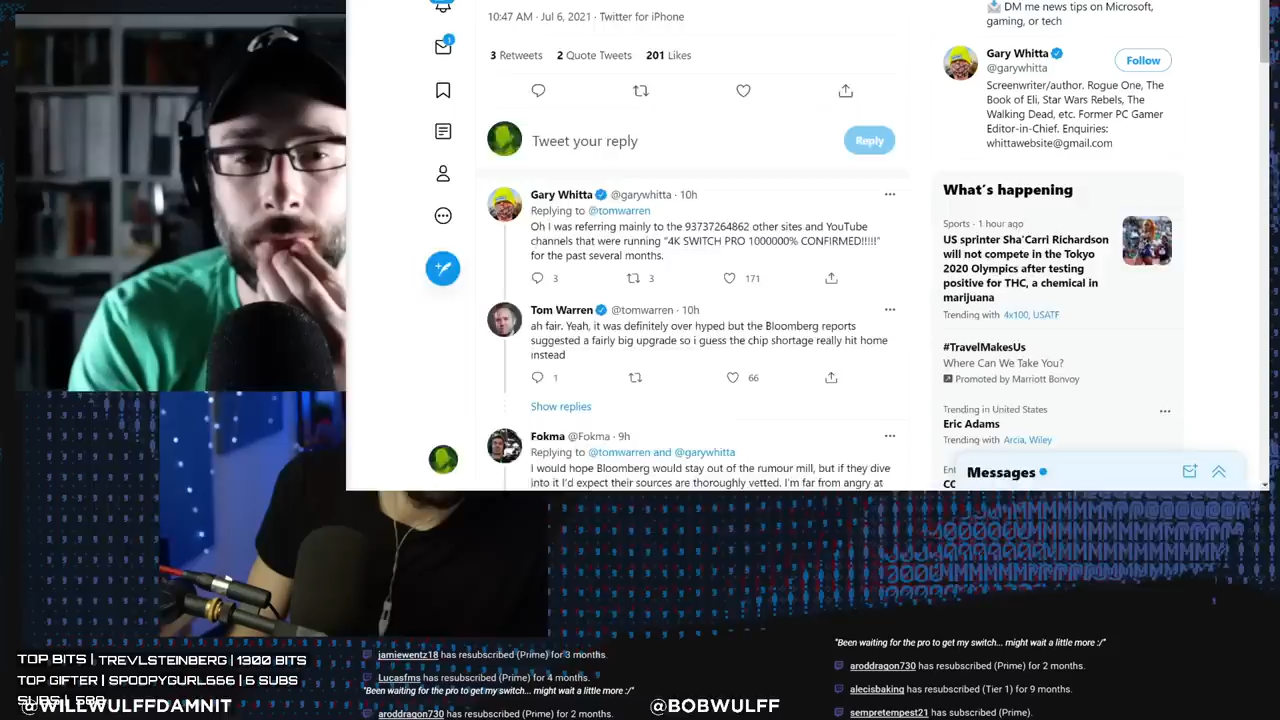 DM me news tips on Microsoft,
gaming, or tech
10:47 AM · Jul 6, 2021 · Twitter for iPhone
3 Retweets 2 Quote Tweets 201 Likes
Tweet your reply
Reply
Gary Whitta @garywhitta · 10h
Replying to @tomwarren
Oh I was referring mainly to the 93737264862 other sites and YouTube
channels that were running "4K SWITCH PRO 1000000% CONFIRMED!!!!!"
for the past several months.
3 3 171
Tom Warren @tomwarren · 10h
ah fair. Yeah, it was definitely over hyped but the Bloomberg reports
suggested a fairly big upgrade so i guess the chip shortage really hit home
instead
1 66
Show replies
Fokma @Fokma · 9h
Replying to @tomwarren and @garywhitta
I would hope Bloomberg would stay out of the rumour mill, but if they dive
into it I'd expect their sources are thoroughly vetted. I'm far from angry at
1
Gary Whitta
@garywhitta
Follow
Screenwriter/author. Rogue One, The
Book of Eli, Star Wars Rebels, The
Walking Dead, etc. Former PC Gamer
Editor-in-Chief. Enquiries:
whittawebsite@gmail.com
What's happening
Sports · 1 hour ago
US sprinter Sha'Carri Richardson
will not compete in the Tokyo
2020 Olympics after testing
positive for THC, a chemical in
marijuana
Trending with 4x100, USATF
#TravelMakesUs
Where Can We Take You?
Promoted by Marriott Bonvoy
Trending in United States
Eric Adams
Trending with Arcia, Wiley
Messages
TOP BITS | TREVLSTEINBERG | 1300 BITS
TOP GIFTER | SPOOPYGURL666 | 6 SUBS
@WILLWULFFDAMNIT
jamiewentz18 has resubscribed (Prime) for 3 months.
Lucasfms has resubscribed (Prime) for 4 months.
"Been waiting for the pro to get my switch... might wait a little more :/"
aroddragon730 has resubscribed (Prime) for 2 months.
@BOBWULFF
"Been waiting for the pro to get my switch... might wait a little more :/"
aroddragon730 has resubscribed (Prime) for 2 months.
alecisbaking has resubscribed (Tier 1) for 9 months.
sempretempest21 has subscribed (Prime).